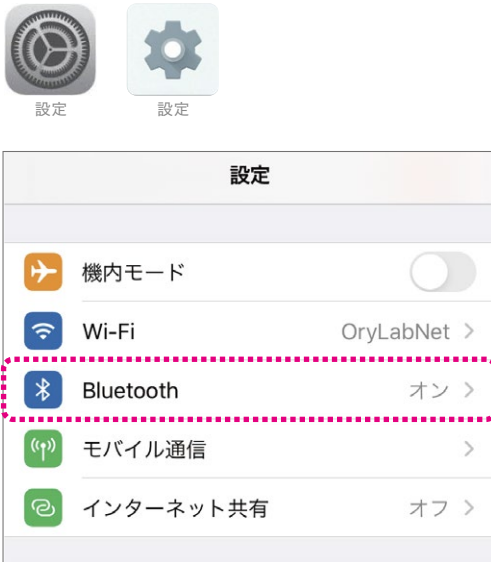 設定 設定
設定
機内モード
Wi-Fi OryLabNet
Bluetooth オン
モバイル通信
インターネット共有 オフ